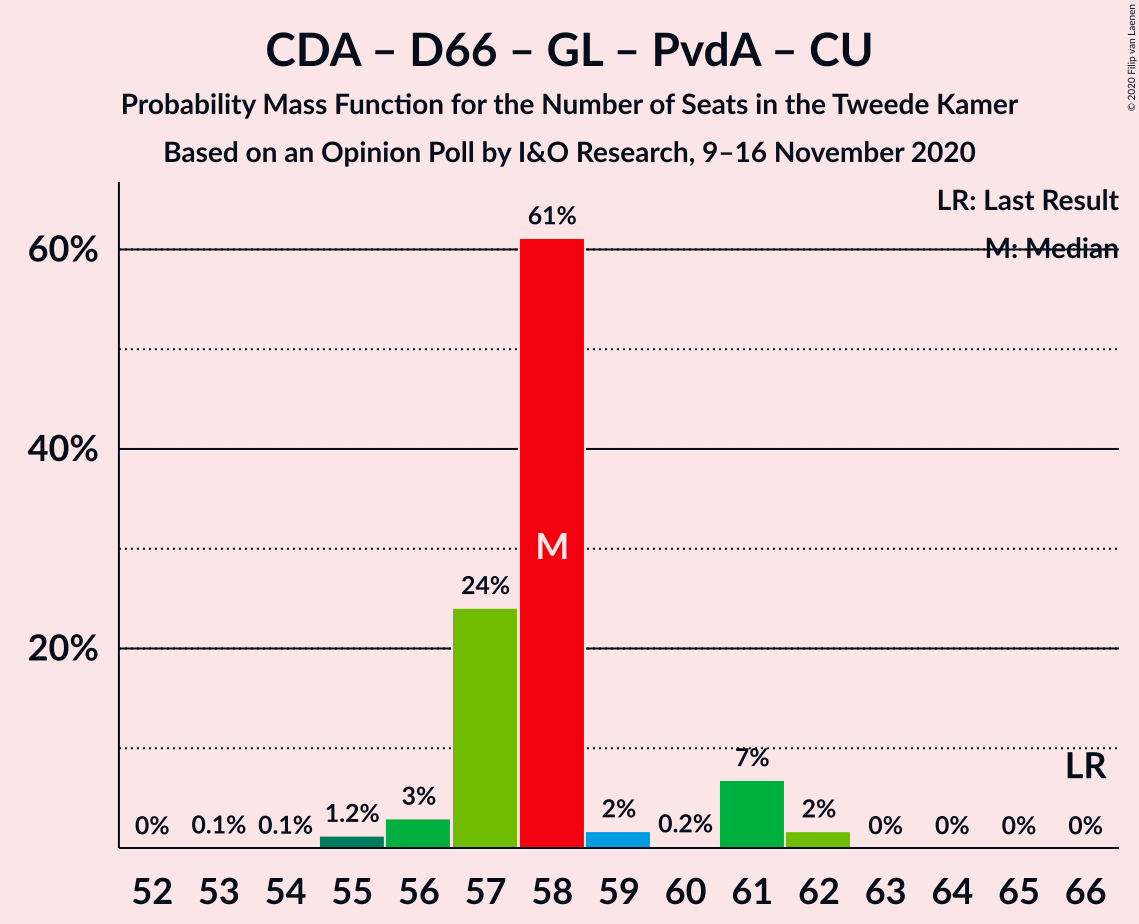 CDA – D66 – GL – PvdA – CU
Probability Mass Function for the Number of Seats in the Tweede Kamer
Based on an Opinion Poll by I&O Research, 9–16 November 2020
© 2020 Filip van Laenen
LR: Last Result
M: Median
60%
40%
20%
0%
0.1%
0.1%
1.2%
3%
24%
61%
M
2%
0.2%
7%
2%
0%
0%
0%
0%
LR
52 53 54 55 56 57 58 59 60 61 62 63 64 65 66